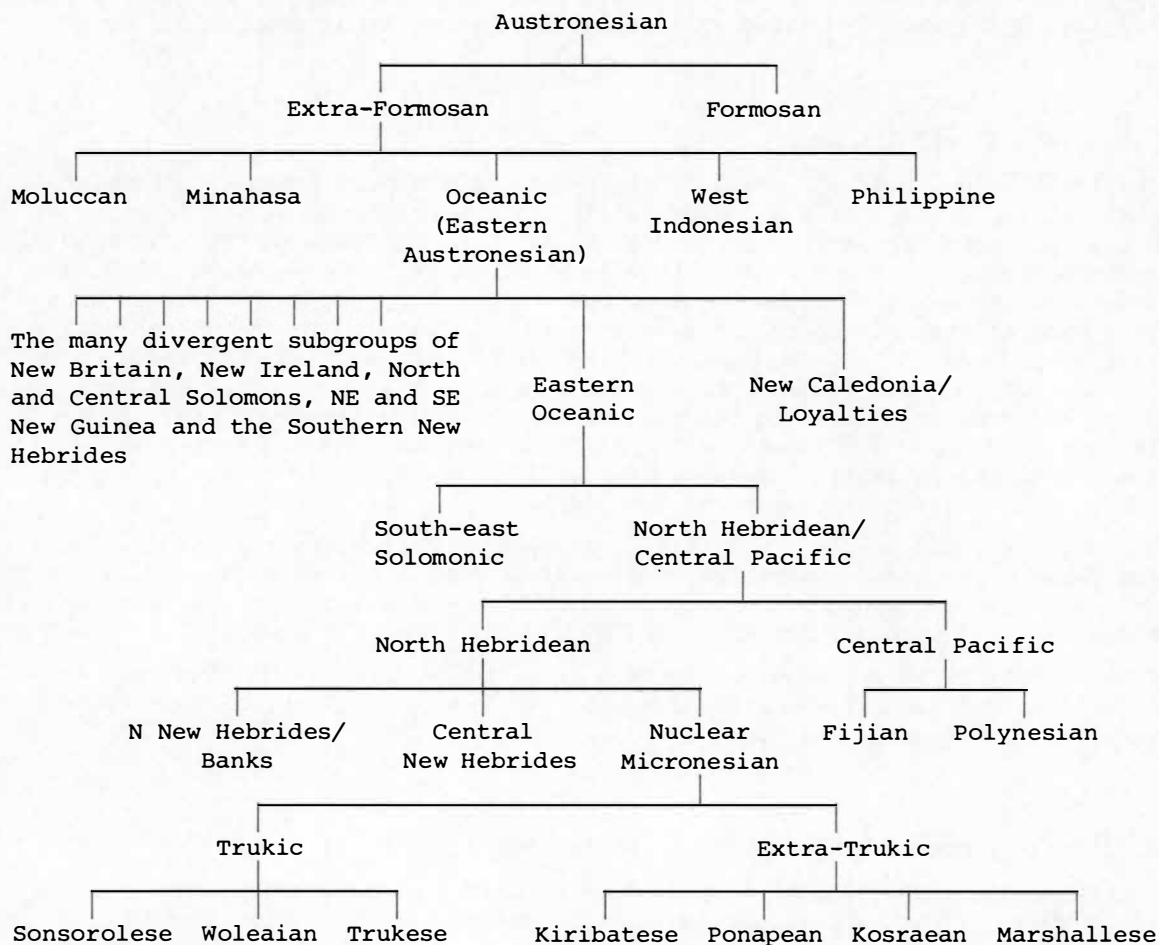 Austronesian
Extra-Formosan
Formosan
Moluccan
Minahasa
Oceanic
(Eastern
Austronesian)
West
Indonesian
Philippine
The many divergent subgroups of
New Britain, New Ireland, North
and Central Solomons, NE and SE
New Guinea and the Southern New
Hebrides
Eastern
Oceanic
New Caledonia/
Loyalties
South-east
Solomonic
North Hebridean/
Central Pacific
North Hebridean
Central Pacific
N New Hebrides/
Banks
Central
New Hebrides
Nuclear
Micronesian
Fijian
Polynesian
Trukic
Extra-Trukic
Sonsorolese
Woleaian
Trukese
Kiribatese
Ponapean
Kosraean
Marshallese